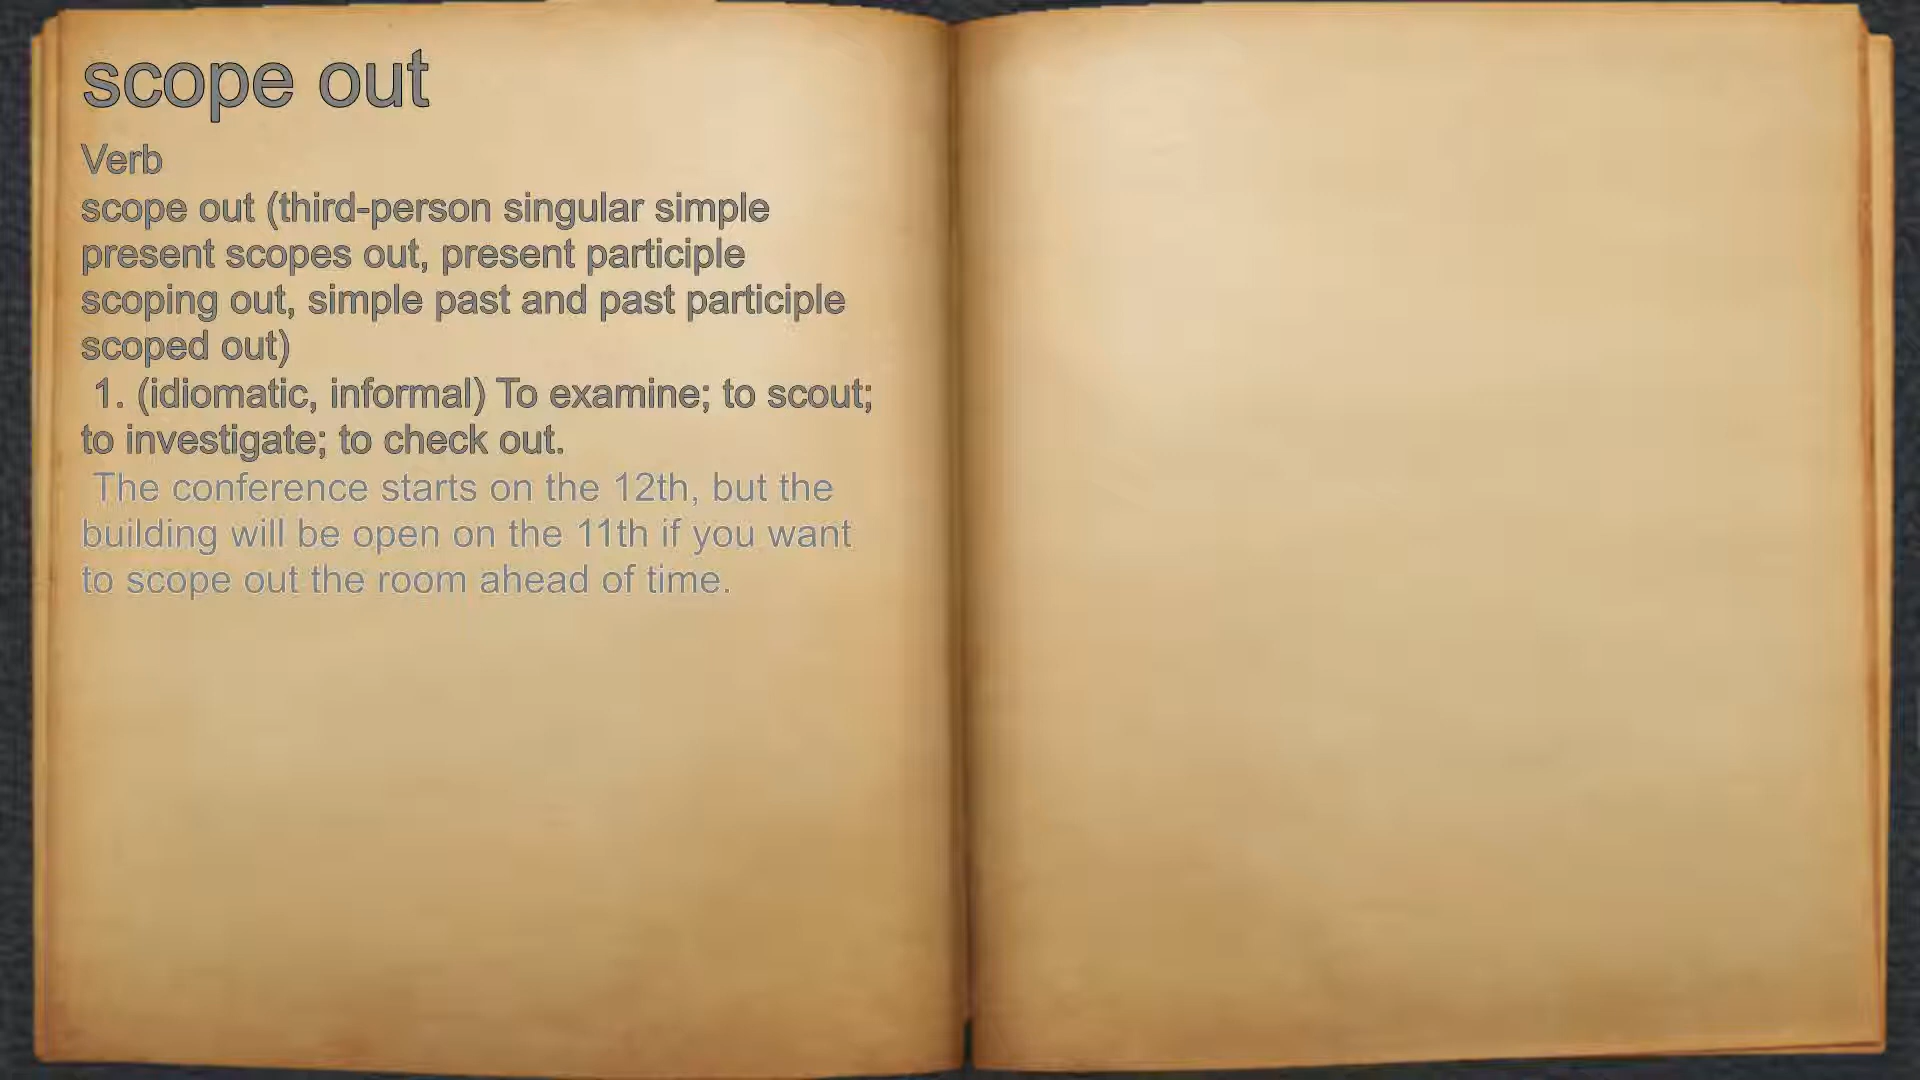 scope out
Verb
scope out (third-person singular simple
present scopes out, present participle
scoping out, simple past and past participle
scoped out)
1. (idiomatic, informal) To examine; to scout;
to investigate; to check out.
The conference starts on the 12th, but the
building will be open on the 11th if you want
to scope out the room ahead of time.